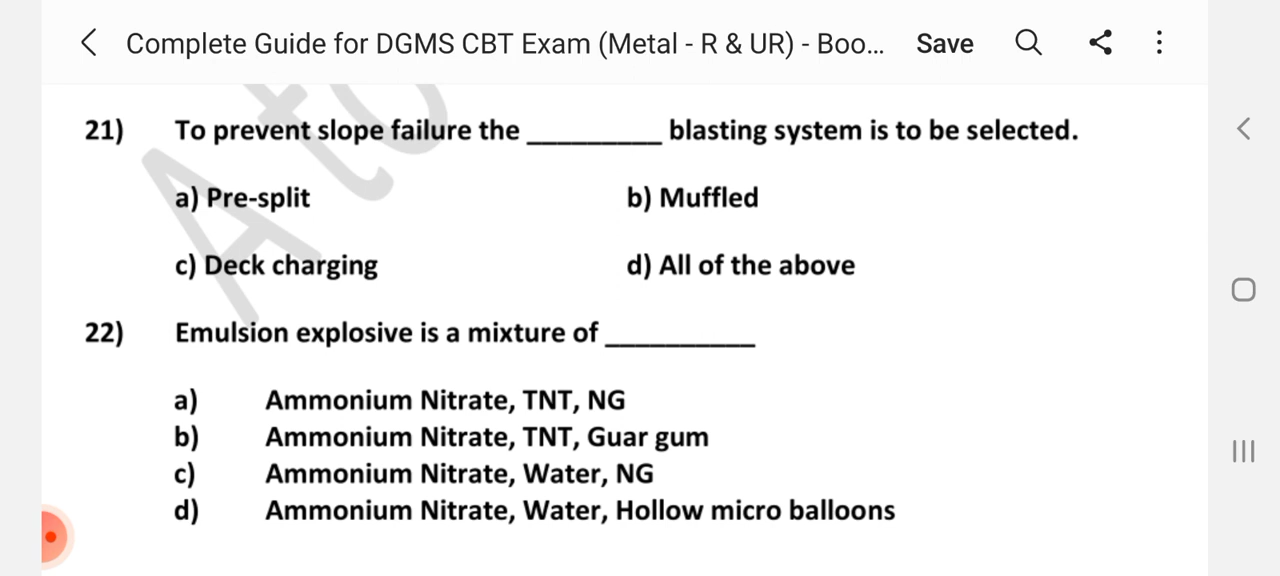 Complete Guide for DGMS CBT Exam (Metal - R & UR) - Boo... Save
A to
21) To prevent slope failure the _________ blasting system is to be selected.
a) Pre-split b) Muffled
c) Deck charging d) All of the above
22) Emulsion explosive is a mixture of __________
a) Ammonium Nitrate, TNT, NG
b) Ammonium Nitrate, TNT, Guar gum
c) Ammonium Nitrate, Water, NG
d) Ammonium Nitrate, Water, Hollow micro balloons